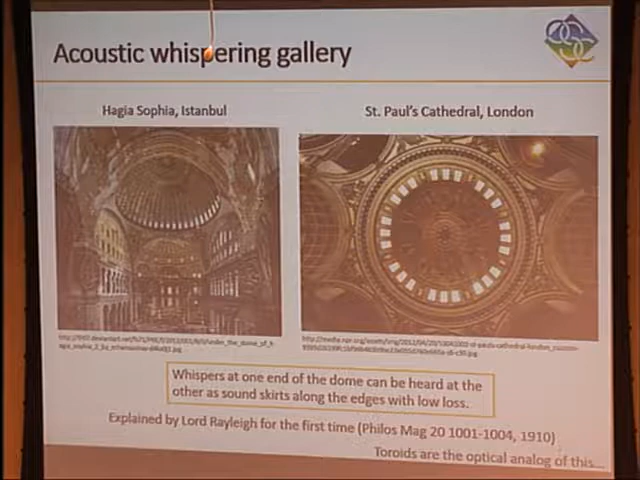 Acoustic whispering gallery
Hagia Sophia, Istanbul
St. Paul's Cathedral, London
Whispers at one end of the dome can be heard at the
other as sound skirts along the edges with low loss.
Explained by Lord Rayleigh for the first time (Philos Mag 20 1001-1004, 1910)
Toroids are the optical analog of this...